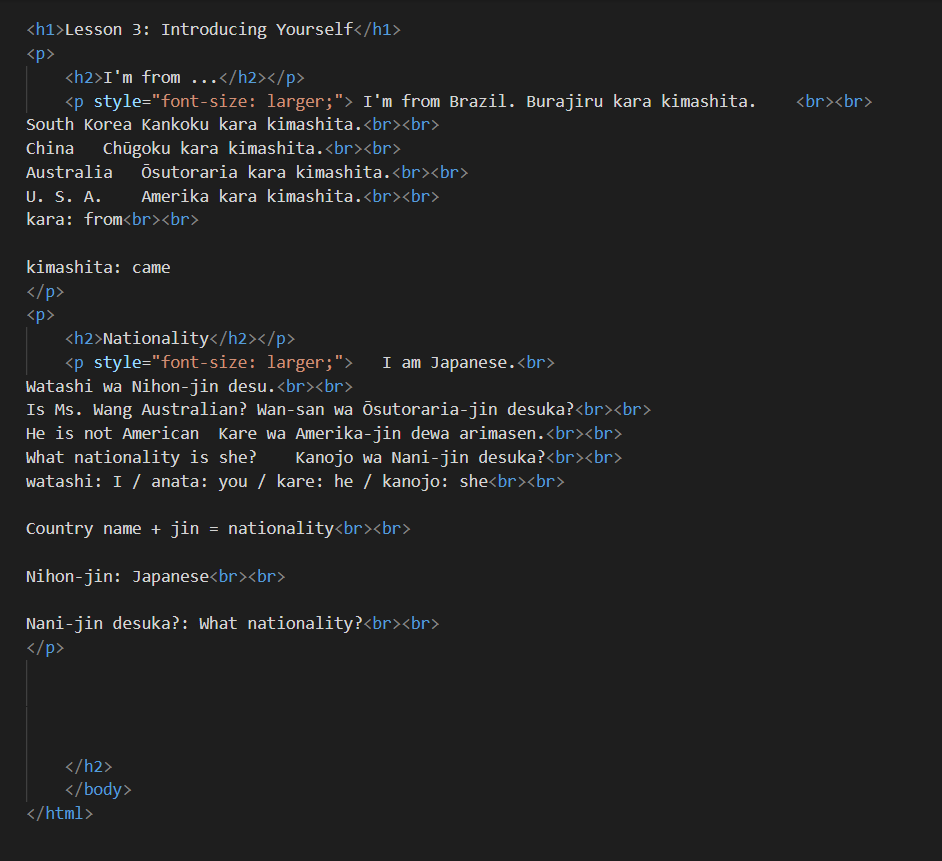 <h1>Lesson 3: Introducing Yourself</h1>
<p>
<h2>I'm from ...</h2></p>
<p style="font-size: larger;"> I'm from Brazil. Burajiru kara kimashita. <br><br>
South Korea Kankoku kara kimashita.<br><br>
China Chūgoku kara kimashita.<br><br>
Australia Ōsutoraria kara kimashita.<br><br>
U. S. A. Amerika kara kimashita.<br><br>
kara: from<br><br>
kimashita: came
</p>
<p>
<h2>Nationality</h2></p>
<p style="font-size: larger;"> I am Japanese.<br>
Watashi wa Nihon-jin desu.<br><br>
Is Ms. Wang Australian? Wan-san wa Ōsutoraria-jin desuka?<br><br>
He is not American Kare wa Amerika-jin dewa arimasen.<br><br>
What nationality is she? Kanojo wa Nani-jin desuka?<br><br>
watashi: I / anata: you / kare: he / kanojo: she<br><br>
Country name + jin = nationality<br><br>
Nihon-jin: Japanese<br><br>
Nani-jin desuka?: What nationality?<br><br>
</p>
</h2>
</body>
</html>